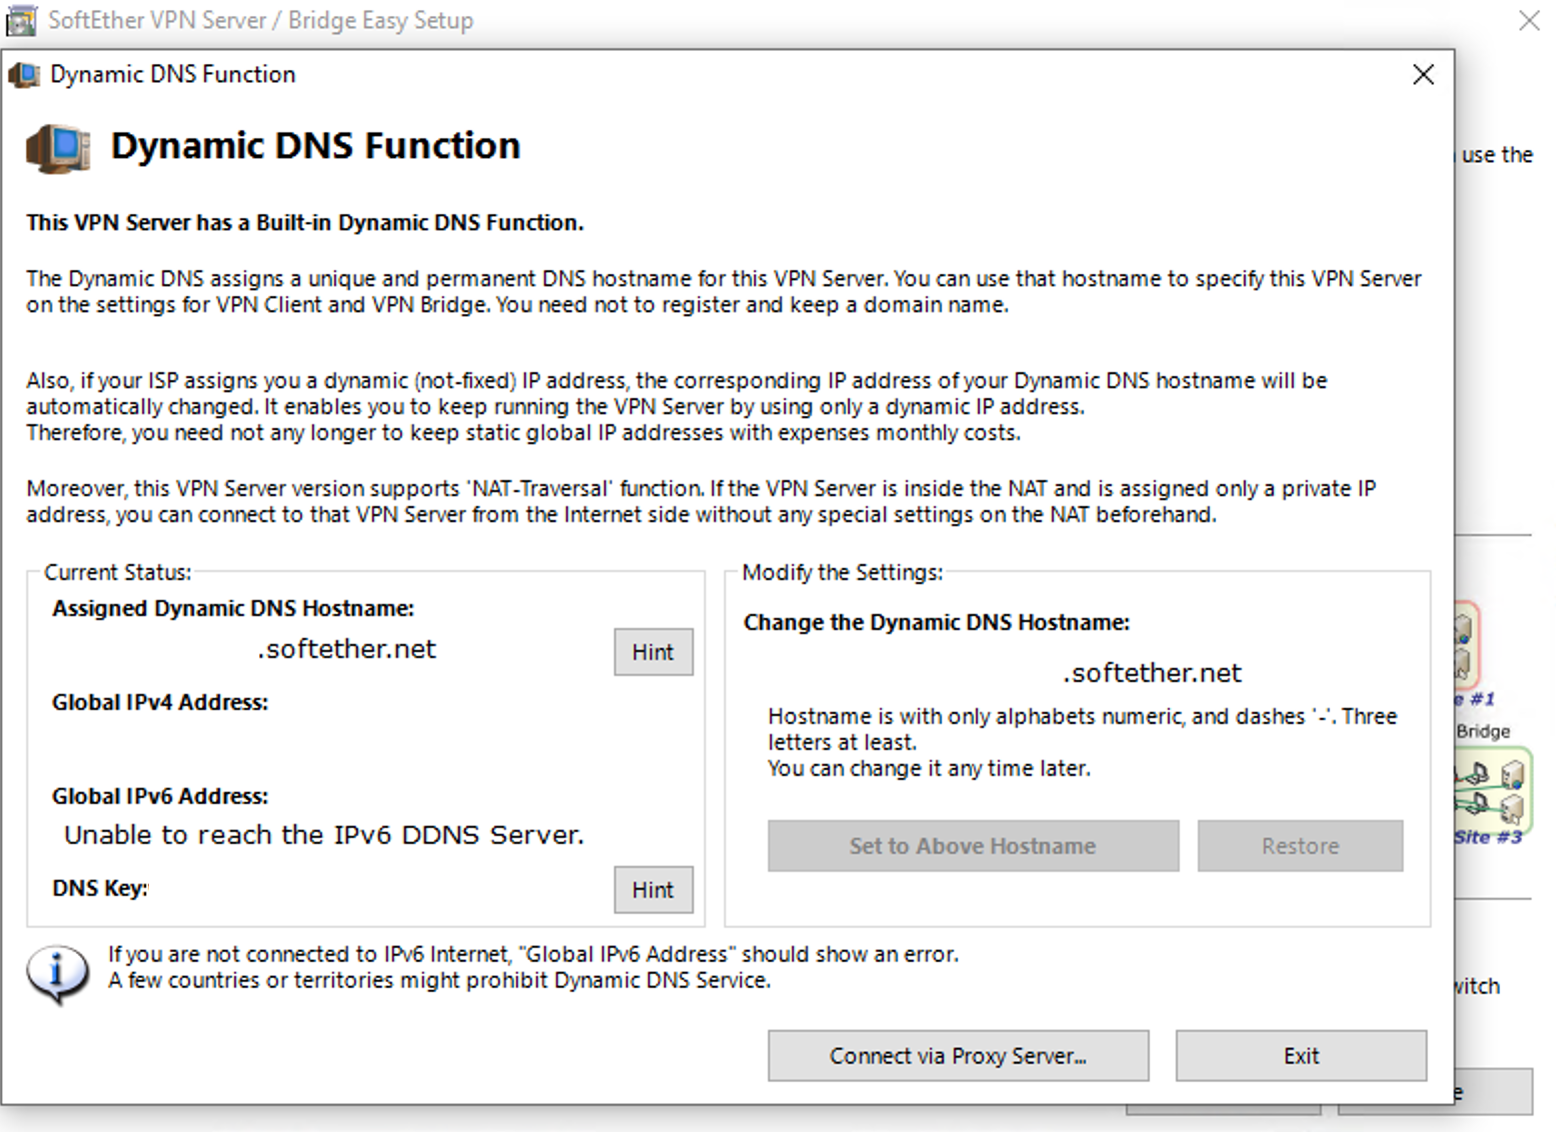 SoftEther VPN Server / Bridge Easy Setup
Dynamic DNS Function
Dynamic DNS Function
use the
This VPN Server has a Built-in Dynamic DNS Function.
The Dynamic DNS assigns a unique and permanent DNS hostname for this VPN Server. You can use that hostname to specify this VPN Server
on the settings for VPN Client and VPN Bridge. You need not to register and keep a domain name.
Also, if your ISP assigns you a dynamic (not-fixed) IP address, the corresponding IP address of your Dynamic DNS hostname will be
automatically changed. It enables you to keep running the VPN Server by using only a dynamic IP address.
Therefore, you need not any longer to keep static global IP addresses with expenses monthly costs.
Moreover, this VPN Server version supports 'NAT-Traversal' function. If the VPN Server is inside the NAT and is assigned only a private IP
address, you can connect to that VPN Server from the Internet side without any special settings on the NAT beforehand.
Current Status:
Assigned Dynamic DNS Hostname:
.softether.net
Hint
Global IPv4 Address:
Global IPv6 Address:
Unable to reach the IPv6 DDNS Server.
DNS Key:
Hint
Modify the Settings:
Change the Dynamic DNS Hostname:
.softether.net
Hostname is with only alphabets numeric, and dashes '-'. Three
letters at least.
You can change it any time later.
Set to Above Hostname
Restore
e #1
Bridge
Site #3
If you are not connected to IPv6 Internet, "Global IPv6 Address" should show an error.
A few countries or territories might prohibit Dynamic DNS Service.
witch
Connect via Proxy Server...
Exit
e